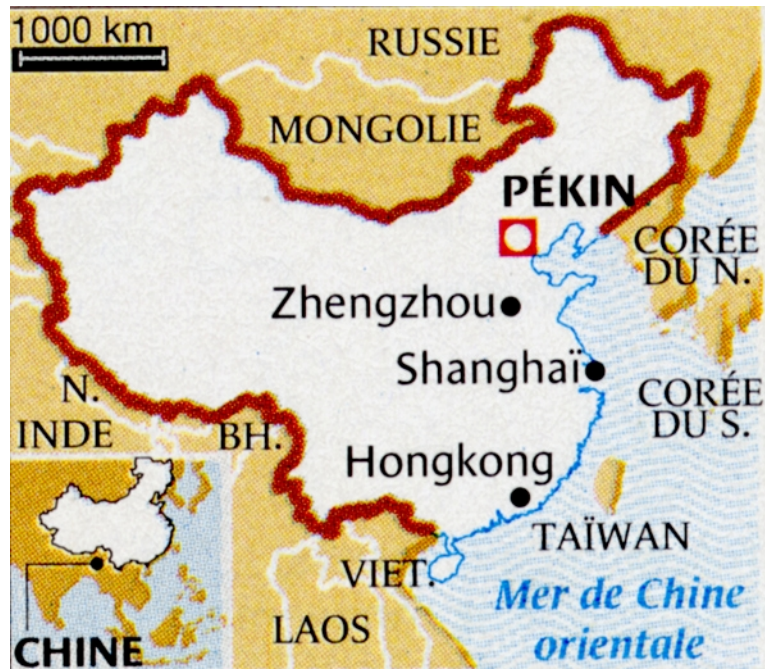 1000 km
RUSSIE
MONGOLIE
PÉKIN
CORÉE
DU N.
Zhengzhou
Shanghaï
CORÉE
DU S.
N.
INDE
BH.
Hongkong
TAÏWAN
VIET.
LAOS
Mer de Chine
orientale
CHINE